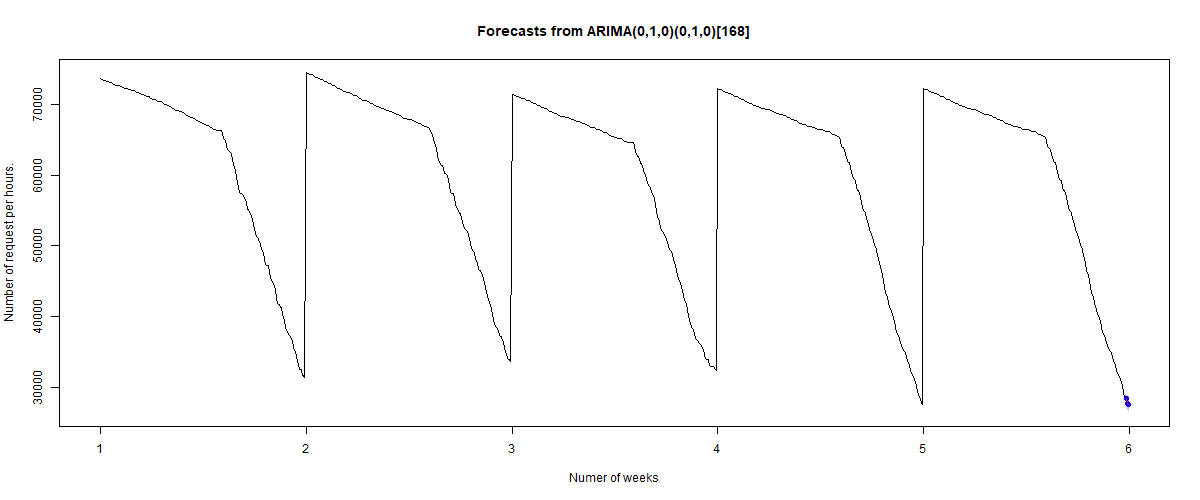 Forecasts from ARIMA(0,1,0)(0,1,0)[168]
Number of request per hours.
70000
60000
50000
40000
30000
1 2 3 4 5 6
Numer of weeks